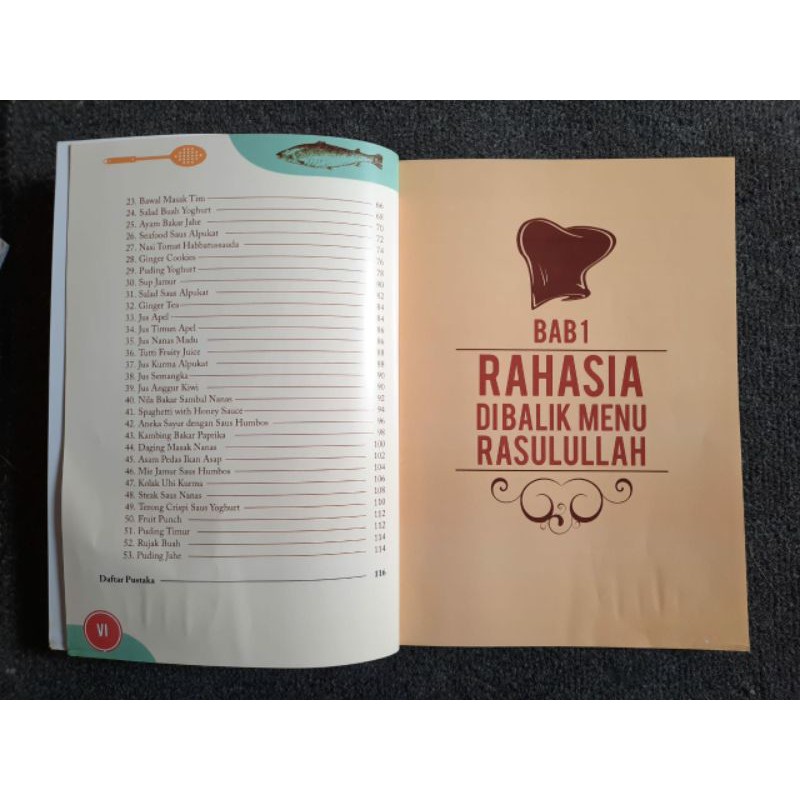 23. Bawal Masak Tim 66
24. Salad Buah Yoghurt 68
25. Ayam Bakar Jahe 70
26. Seafood Saus Alpukat 72
27. Nasi Tomat Habbatussauda 74
28. Ginger Cookies 76
29. Puding Yoghurt 78
30. Sup Jamur 80
31. Salad Saus Alpukat 82
32. Ginger Tea 84
33. Jus Apel 84
34. Jus Timun Apel 86
35. Jus Nanas Madu 86
36. Tutti Fruity Juice 88
37. Jus Kurma Alpukat 88
38. Jus Semangka 90
39. Jus Anggur Kiwi 90
40. Nila Bakar Sambal Nanas 92
41. Spaghetti with Honey Sauce 94
42. Aneka Sayur dengan Saus Humbos 96
43. Kambing Bakar Paprika 98
44. Daging Masak Nanas 100
45. Asam Pedas Ikan Asap 102
46. Mie Jamur Saus Humbos 104
47. Kolak Ubi Kurma 106
48. Steak Saus Nanas 108
49. Terong Crispi Saus Yoghurt 110
50. Fruit Punch 112
51. Puding Timur 112
52. Rujak Buah 114
53. Puding Jahe 114
Daftar Pustaka 116
VI
BAB 1
RAHASIA
DIBALIK MENU
RASULULLAH